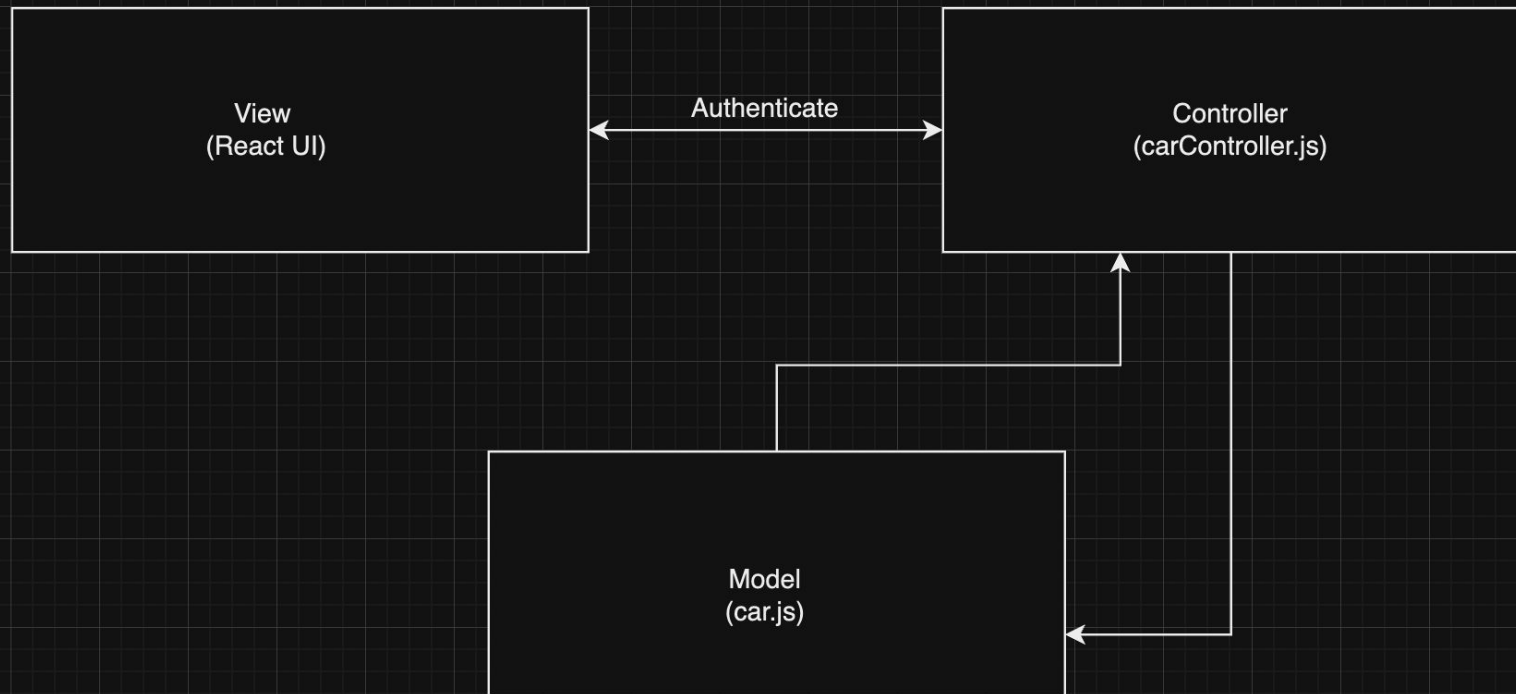 View
(React UI)
Authenticate
Controller
(carController.js)
Model
(car.js)